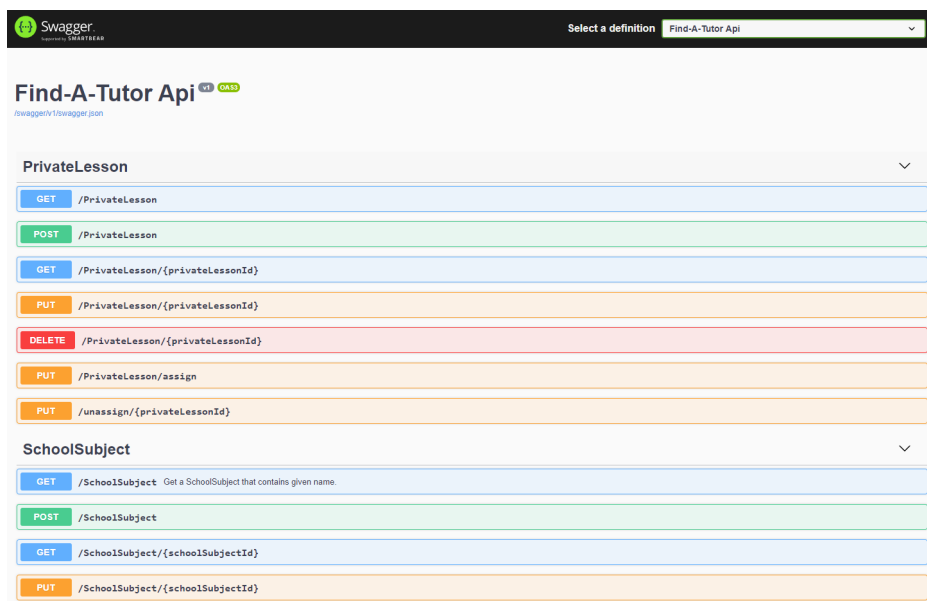 Swagger.
Supported by SMARTBEAR
Select a definition
Find-A-Tutor Api
Find-A-Tutor Api v1 OAS3
/swagger/v1/swagger.json
PrivateLesson
GET /PrivateLesson
POST /PrivateLesson
GET /PrivateLesson/{privateLessonId}
PUT /PrivateLesson/{privateLessonId}
DELETE /PrivateLesson/{privateLessonId}
PUT /PrivateLesson/assign
PUT /unassign/{privateLessonId}
SchoolSubject
GET /SchoolSubject Get a SchoolSubject that contains given name.
POST /SchoolSubject
GET /SchoolSubject/{schoolSubjectId}
PUT /SchoolSubject/{schoolSubjectId}